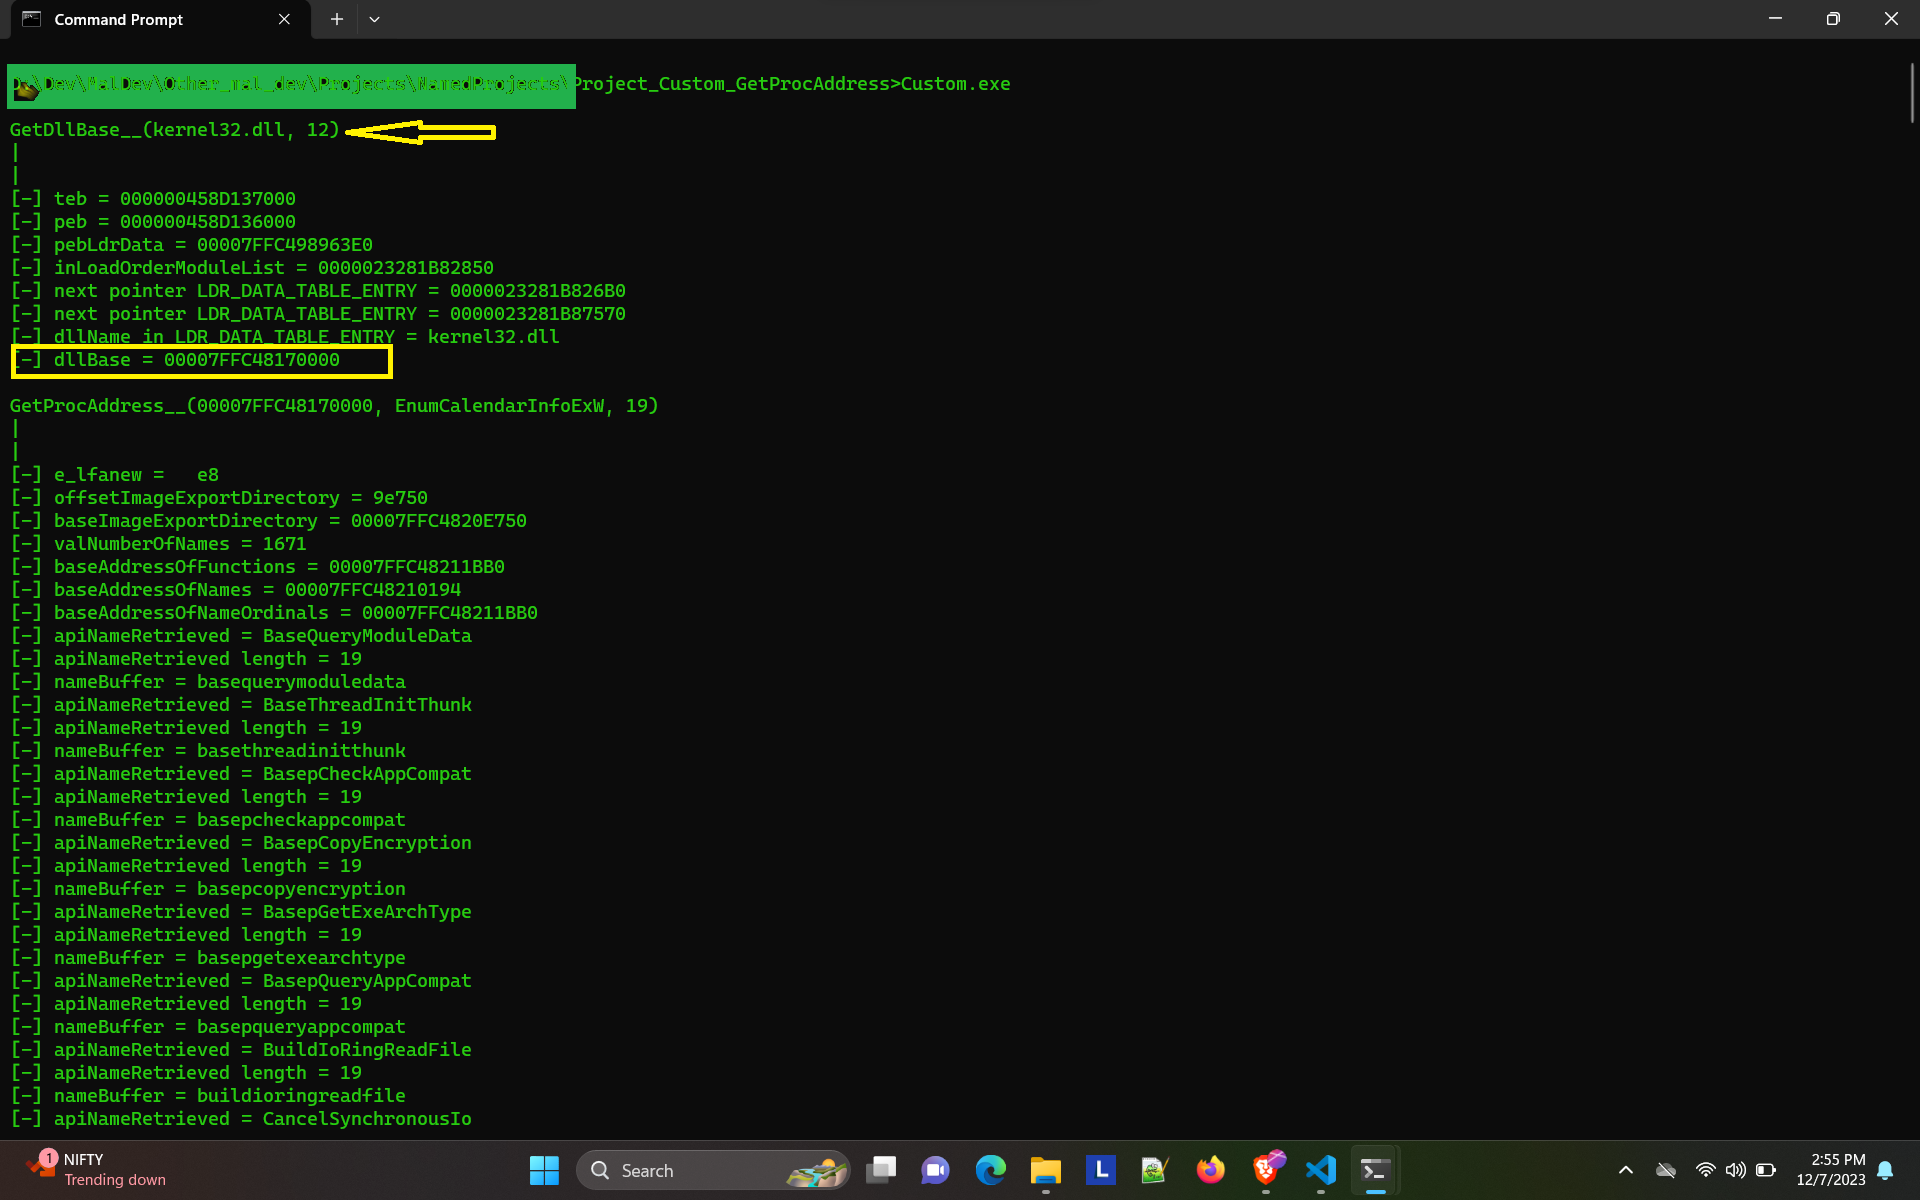 Command Prompt
D:\Dev\MalDev\Other_mal_dev\Projects\NamedProjects\Project_Custom_GetProcAddress>Custom.exe
GetDllBase__(kernel32.dll, 12)
|
|
[-] teb = 000000458D137000
[-] peb = 000000458D136000
[-] pebLdrData = 00007FFC498963E0
[-] inLoadOrderModuleList = 0000023281B82850
[-] next pointer LDR_DATA_TABLE_ENTRY = 0000023281B826B0
[-] next pointer LDR_DATA_TABLE_ENTRY = 0000023281B87570
[-] dllName in LDR_DATA_TABLE_ENTRY = kernel32.dll
[-] dllBase = 00007FFC48170000
GetProcAddress__(00007FFC48170000, EnumCalendarInfoExW, 19)
|
|
[-] e_lfanew =   e8
[-] offsetImageExportDirectory = 9e750
[-] baseImageExportDirectory = 00007FFC4820E750
[-] valNumberOfNames = 1671
[-] baseAddressOfFunctions = 00007FFC48211BB0
[-] baseAddressOfNames = 00007FFC48210194
[-] baseAddressOfNameOrdinals = 00007FFC48211BB0
[-] apiNameRetrieved = BaseQueryModuleData
[-] apiNameRetrieved length = 19
[-] nameBuffer = basequerymoduledata
[-] apiNameRetrieved = BaseThreadInitThunk
[-] apiNameRetrieved length = 19
[-] nameBuffer = basethreadinitthunk
[-] apiNameRetrieved = BasepCheckAppCompat
[-] apiNameRetrieved length = 19
[-] nameBuffer = basepcheckappcompat
[-] apiNameRetrieved = BasepCopyEncryption
[-] apiNameRetrieved length = 19
[-] nameBuffer = basepcopyencryption
[-] apiNameRetrieved = BasepGetExeArchType
[-] apiNameRetrieved length = 19
[-] nameBuffer = basepgetexearchtype
[-] apiNameRetrieved = BasepQueryAppCompat
[-] apiNameRetrieved length = 19
[-] nameBuffer = basepqueryappcompat
[-] apiNameRetrieved = BuildIoRingReadFile
[-] apiNameRetrieved length = 19
[-] nameBuffer = buildioringreadfile
[-] apiNameRetrieved = CancelSynchronousIo
1
NIFTY
Trending down
Search
L
2:55 PM
12/7/2023